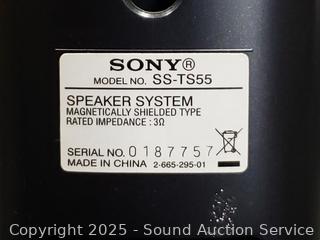 SONY®
MODEL NO. SS-TS55
SPEAKER SYSTEM
MAGNETICALLY SHIELDED TYPE
RATED IMPEDANCE : 3Ω
SERIAL NO. 0187757
MADE IN CHINA 2-665-295-01
Copyright 2025 - Sound Auction Service